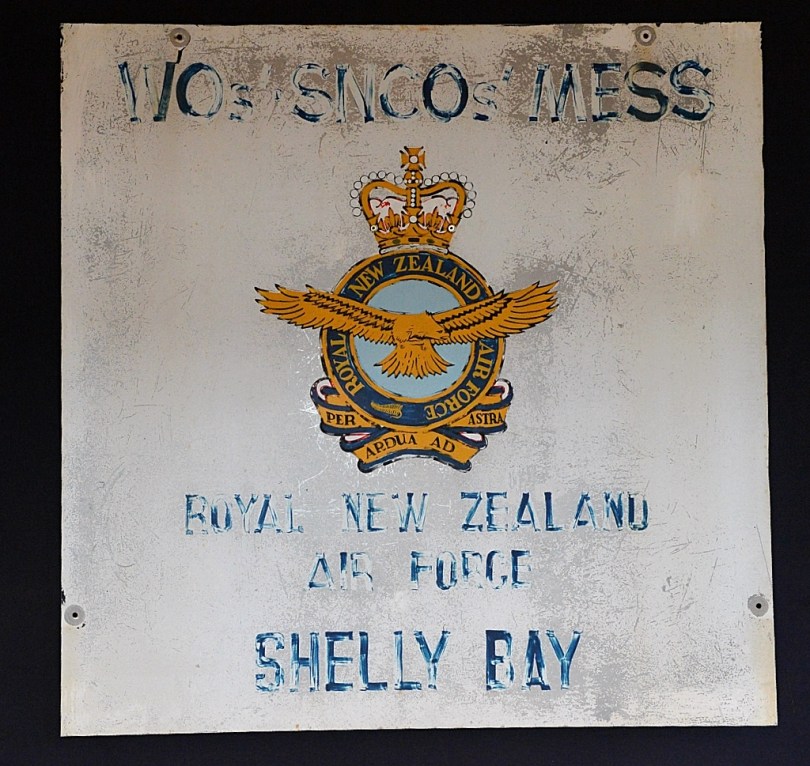 WOs' SNCOs' MESS
ROYAL NEW ZEALAND AIR FORCE
PER ARDUA AD ASTRA
ROYAL NEW ZEALAND
AIR FORCE
SHELLY BAY